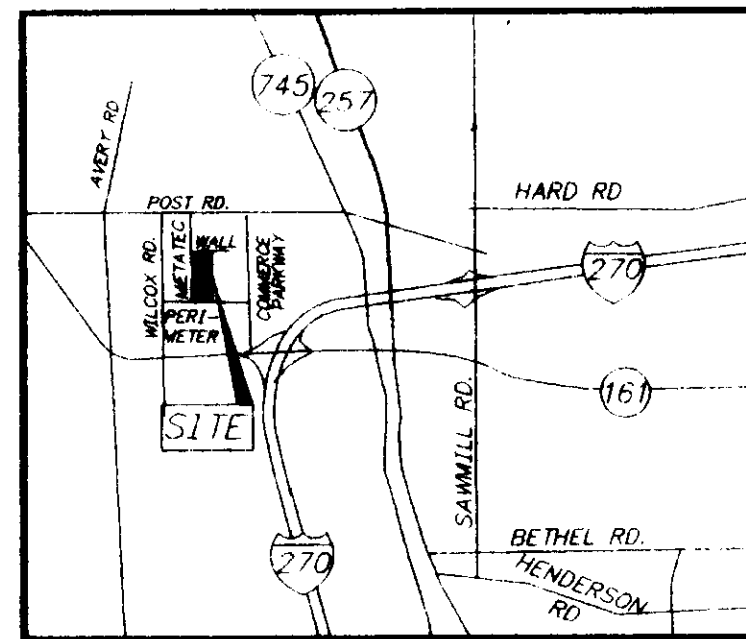 745
257
AVERY RD
POST RD.
HARD RD
WILCOX RD.
METATEC
WALL
COMMERCE
PARKWAY
270
PERI-
METER
161
SITE
SAWMILL RD.
BETHEL RD.
270
HENDERSON
RD